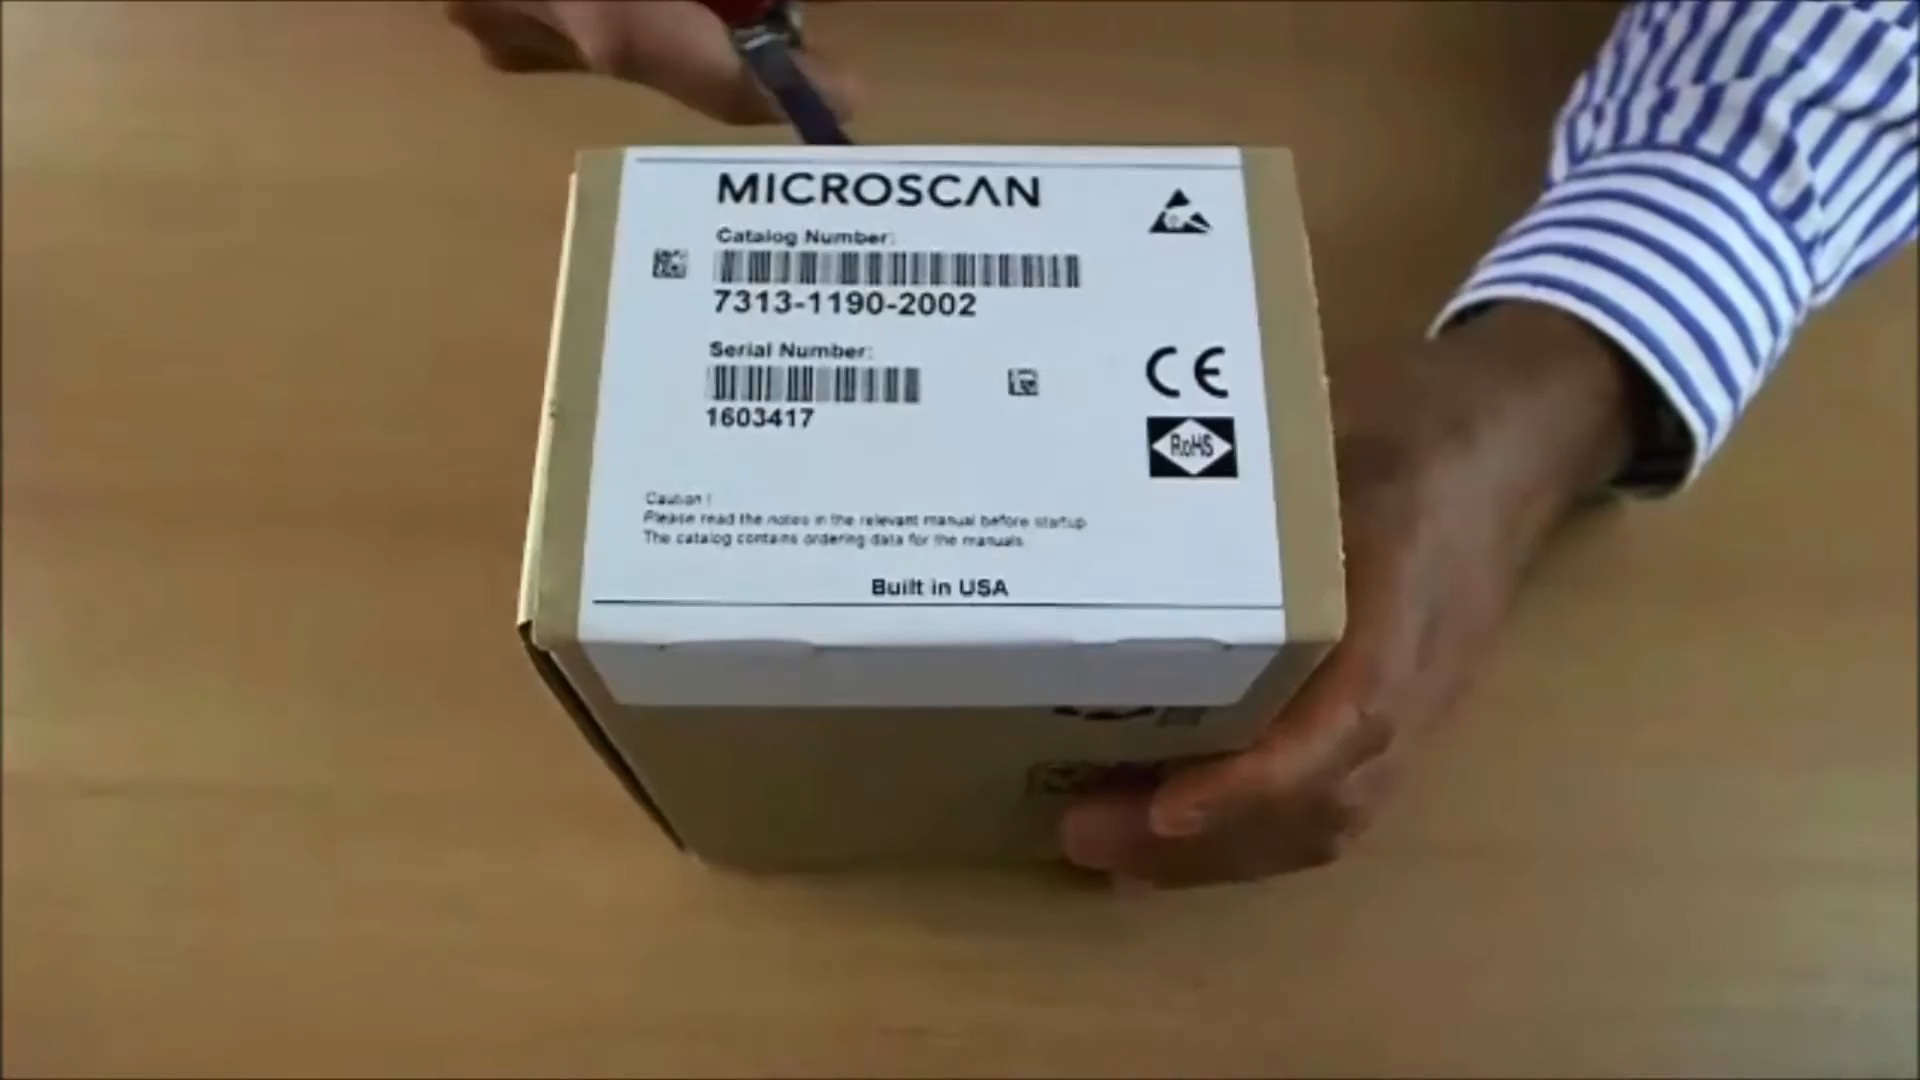 MICROSCAN
Catalog Number:
7313-1190-2002
Serial Number:
1603417
CE
RoHS
Caution !
Please read the notes in the relevant manual before startup
The catalog contains ordering data for the manuals.
Built in USA